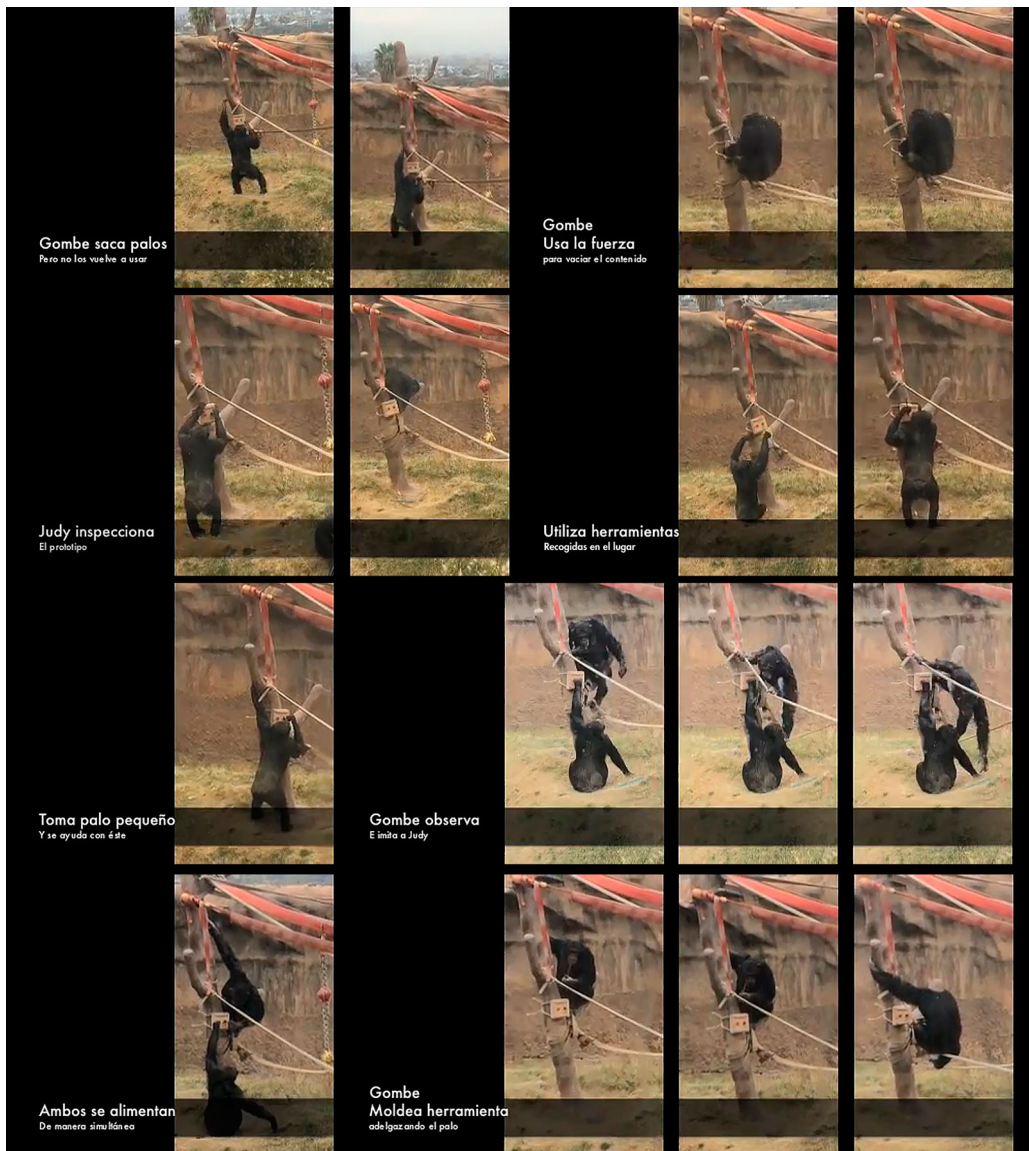 Gombe saca palos
Pero no los vuelve a usar
Gombe
Usa la fuerza
para vaciar el contenido
Judy inspecciona
El prototipo
Utiliza herramientas
Recogidas en el lugar
Toma palo pequeño
Y se ayuda con éste
Gombe observa
E imita a Judy
Ambos se alimentan
De manera simultánea
Gombe
Moldea herramienta
adelgazando el palo